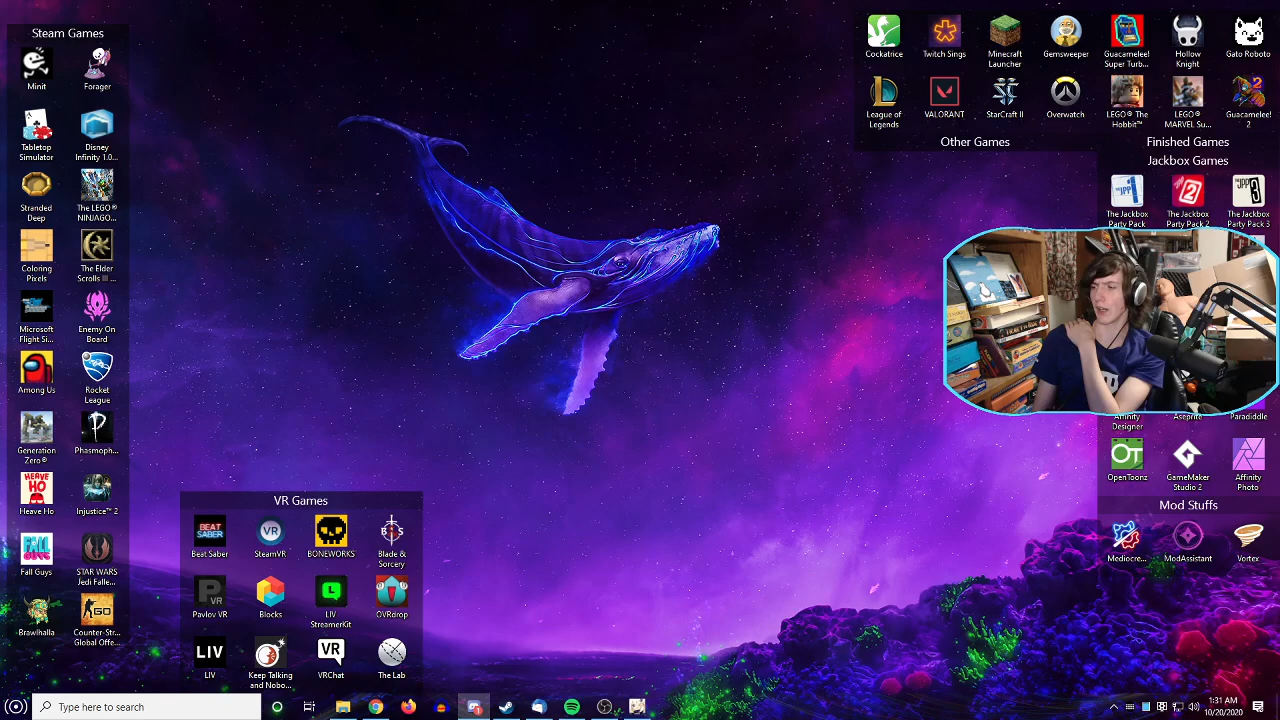 Steam Games
Minit
Forager
Tabletop
Simulator
Disney
Infinity 1.0...
Stranded
Deep
The LEGO®
NINJAGO...
Coloring
Pixels
The Elder
Scrolls III ...
Microsoft
Flight Si...
Enemy On
Board
Among Us
Rocket
League
Generation
Zero®
Phasmoph...
Heave Ho
Injustice™ 2
Fall Guys
STAR WARS
Jedi Falle...
Brawlhalla
Counter-Str...
Global Offe...
VR Games
Beat Saber
SteamVR
BONEWORKS
Blade &
Sorcery
Pavlov VR
Blocks
LIV
StreamerKit
OVRdrop
LIV
Keep Talking
and Nobo...
VRChat
The Lab
Cockatrice
Twitch Sings
Minecraft
Launcher
Gemsweeper
Guacamelee!
Super Turb...
Hollow
Knight
Gato Roboto
League of
Legends
VALORANT
StarCraft II
Overwatch
LEGO® The
Hobbit™
LEGO®
MARVEL Su...
Guacamelee!
2
Other Games
Finished Games
Jackbox Games
The Jackbox
Party Pack
The Jackbox
Party Pack 2
The Jackbox
Party Pack 3
Affinity
Designer
Aseprite
Paradiddle
OpenToonz
GameMaker
Studio 2
Affinity
Photo
Mod Stuffs
Mediocre...
ModAssistant
Vortex
Type here to search
1:31 AM
10/20/2020